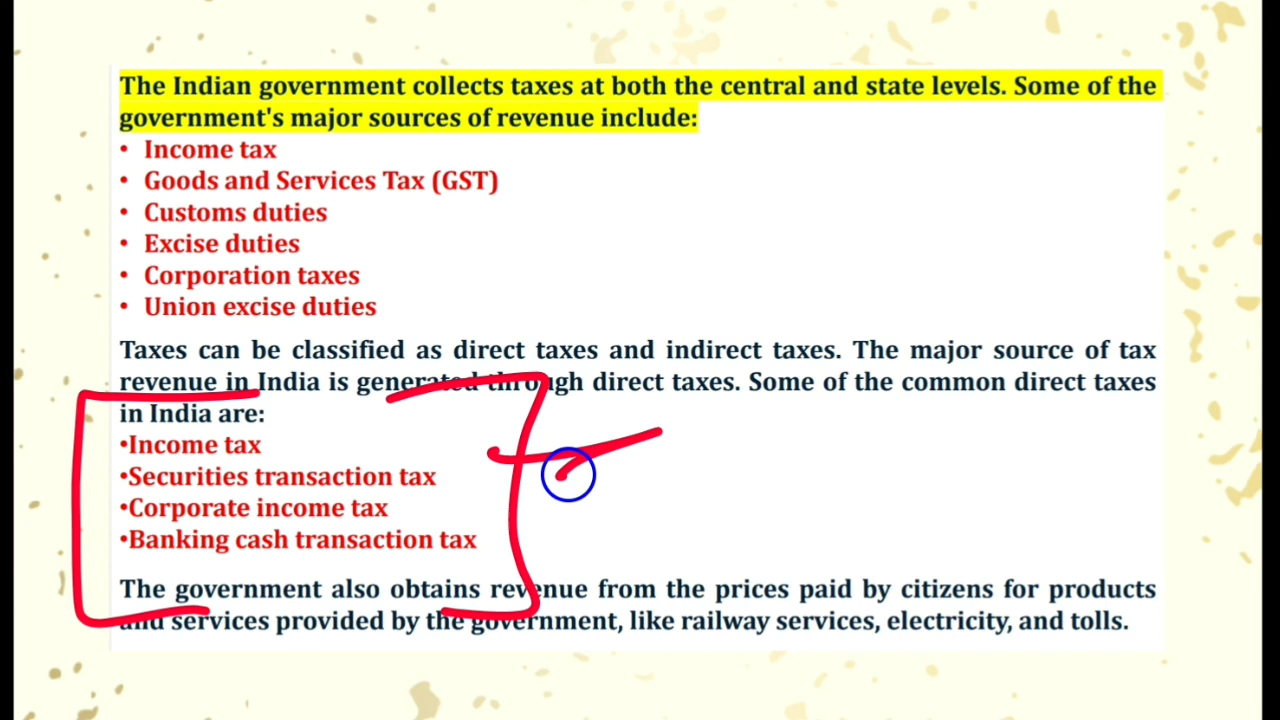 The Indian government collects taxes at both the central and state levels. Some of the
government's major sources of revenue include:
• Income tax
• Goods and Services Tax (GST)
• Customs duties
• Excise duties
• Corporation taxes
• Union excise duties
Taxes can be classified as direct taxes and indirect taxes. The major source of tax
revenue in India is generated through direct taxes. Some of the common direct taxes
in India are:
•Income tax
•Securities transaction tax
•Corporate income tax
•Banking cash transaction tax
The government also obtains revenue from the prices paid by citizens for products
and services provided by the government, like railway services, electricity, and tolls.